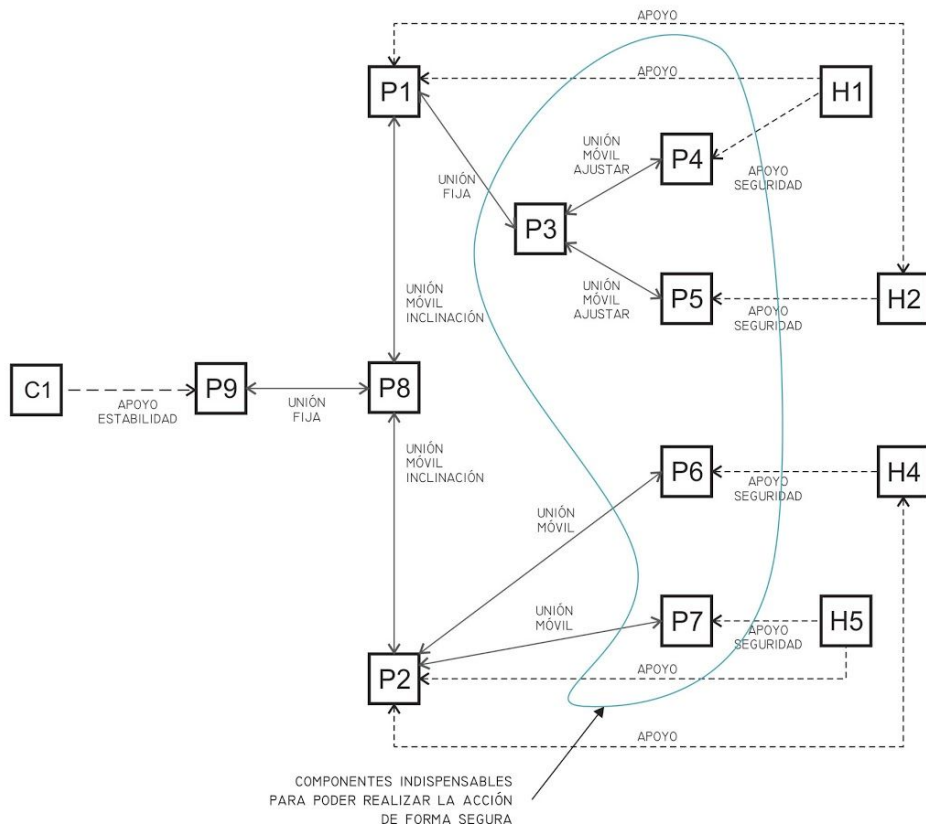 APOYO
P1
APOYO
H1
UNIÓN
MÓVIL
AJUSTAR
P4
UNIÓN
FIJA
APOYO
SEGURIDAD
P3
UNIÓN
MÓVIL
AJUSTAR
P5
APOYO
SEGURIDAD
H2
UNIÓN
MÓVIL
INCLINACIÓN
C1
APOYO
ESTABILIDAD
P9
UNIÓN
FIJA
P8
UNIÓN
MÓVIL
INCLINACIÓN
P6
APOYO
SEGURIDAD
H4
UNIÓN
MÓVIL
UNIÓN
MÓVIL
P7
APOYO
SEGURIDAD
H5
P2
APOYO
APOYO
COMPONENTES INDISPENSABLES
PARA PODER REALIZAR LA ACCIÓN
DE FORMA SEGURA